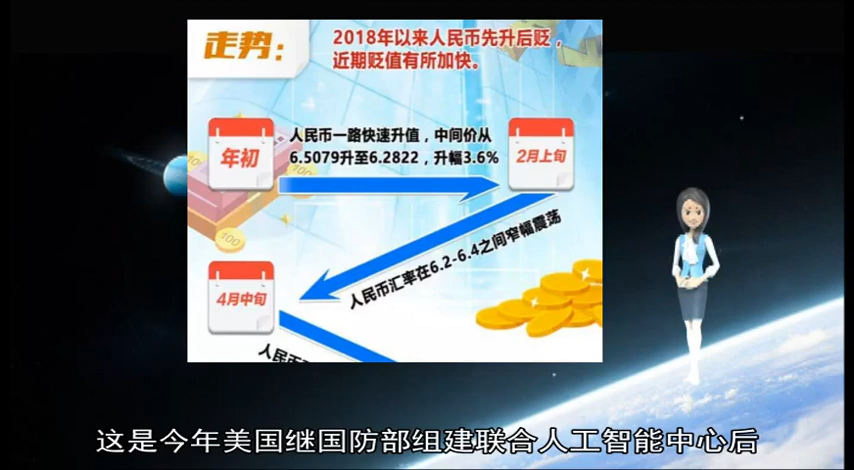 走势：
2018年以来人民币先升后贬，
近期贬值有所加快。
年初
人民币一路快速升值，中间价从
6.5079升至6.2822，升幅3.6%
2月上旬
100
人民币汇率在6.2-6.4之间窄幅震荡
4月中旬
人民币
这是今年美国继国防部组建联合人工智能中心后